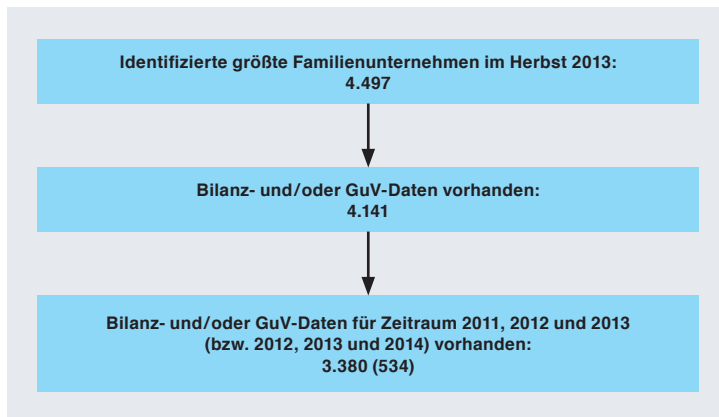 Identifizierte größte Familienunternehmen im Herbst 2013:
4.497
Bilanz- und/oder GuV-Daten vorhanden:
4.141
Bilanz- und/oder GuV-Daten für Zeitraum 2011, 2012 und 2013
(bzw. 2012, 2013 und 2014) vorhanden:
3.380 (534)